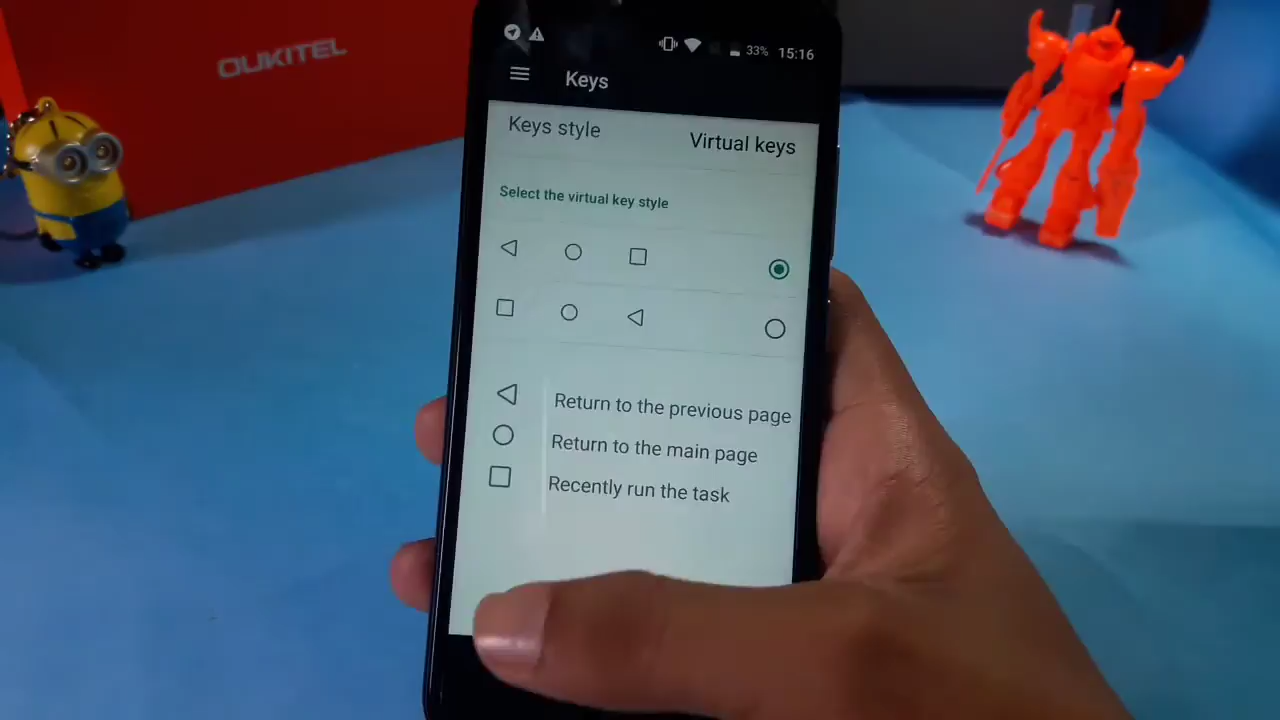 OUKITEL
33% 15:16
Keys
Keys style
Virtual keys
Select the virtual key style
Return to the previous page
Return to the main page
Recently run the task